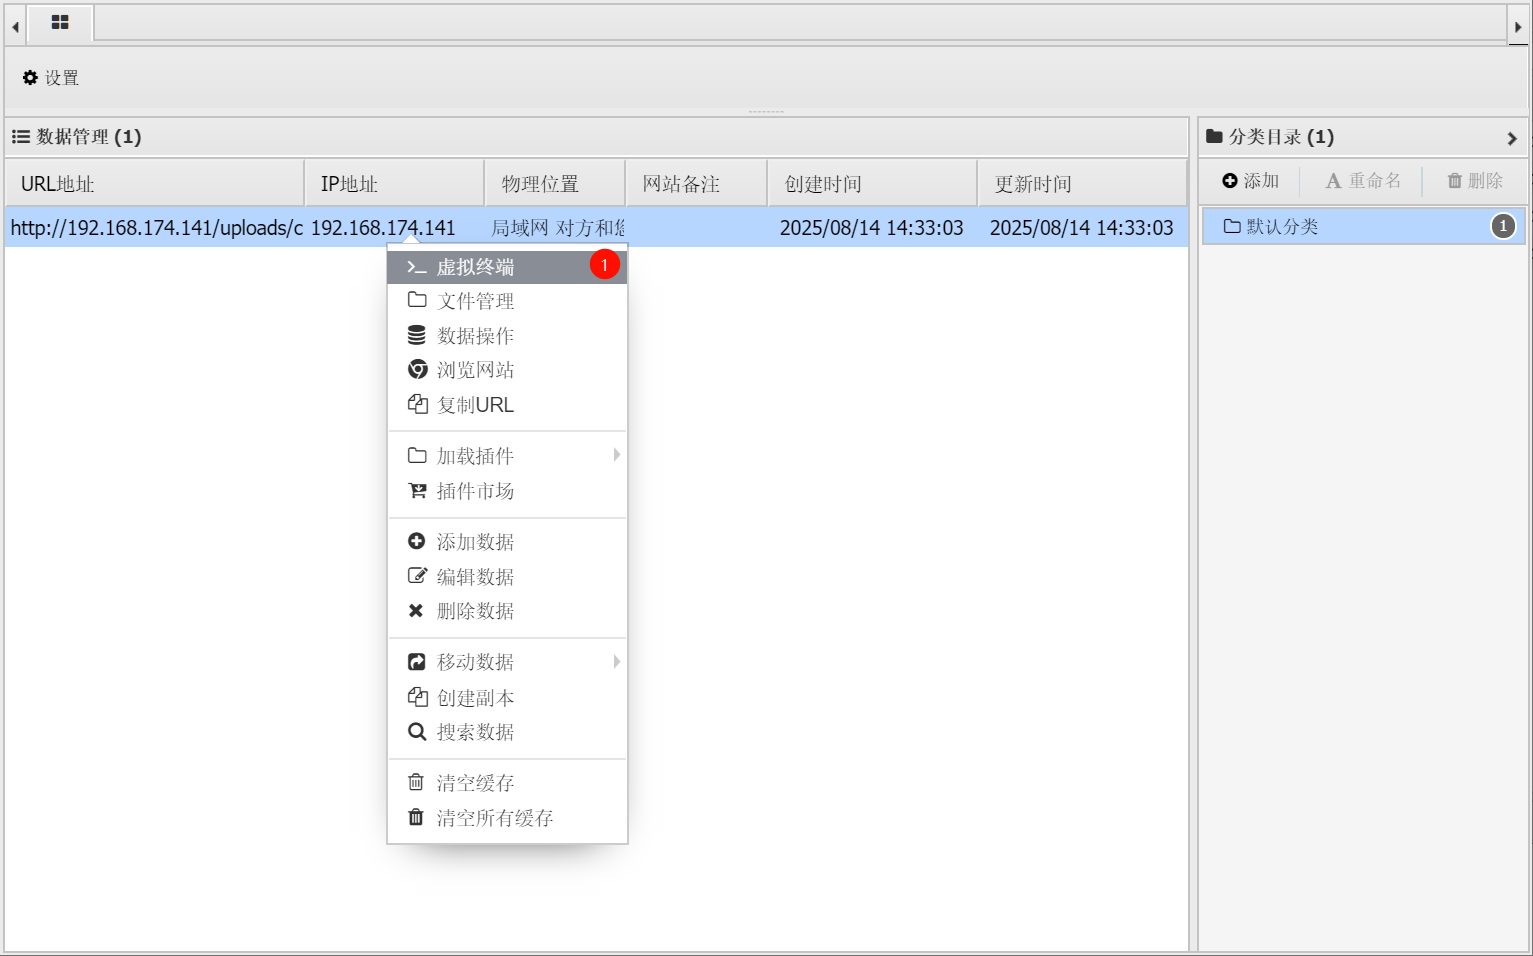 设置
数据管理 (1)
URL地址 IP地址 物理位置 网站备注 创建时间 更新时间
http://192.168.174.141/uploads/c 192.168.174.141 局域网 对方和您 2025/08/14 14:33:03 2025/08/14 14:33:03
虚拟终端 1
文件管理
数据操作
浏览网站
复制URL
加载插件
插件市场
添加数据
编辑数据
删除数据
移动数据
创建副本
搜索数据
清空缓存
清空所有缓存
分类目录 (1)
添加 重命名 删除
默认分类 1